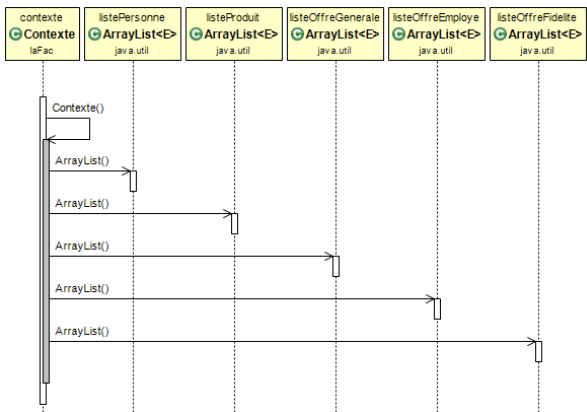 contexte
C Contexte
laFac
listePersonne
C ArrayList<E>
java.util
listeProduit
C ArrayList<E>
java.util
listeOffreGenerale
C ArrayList<E>
java.util
listeOffreEmploye
C ArrayList<E>
java.util
listeOffreFidelite
C ArrayList<E>
java.util
Contexte()
ArrayList()
ArrayList()
ArrayList()
ArrayList()
ArrayList()